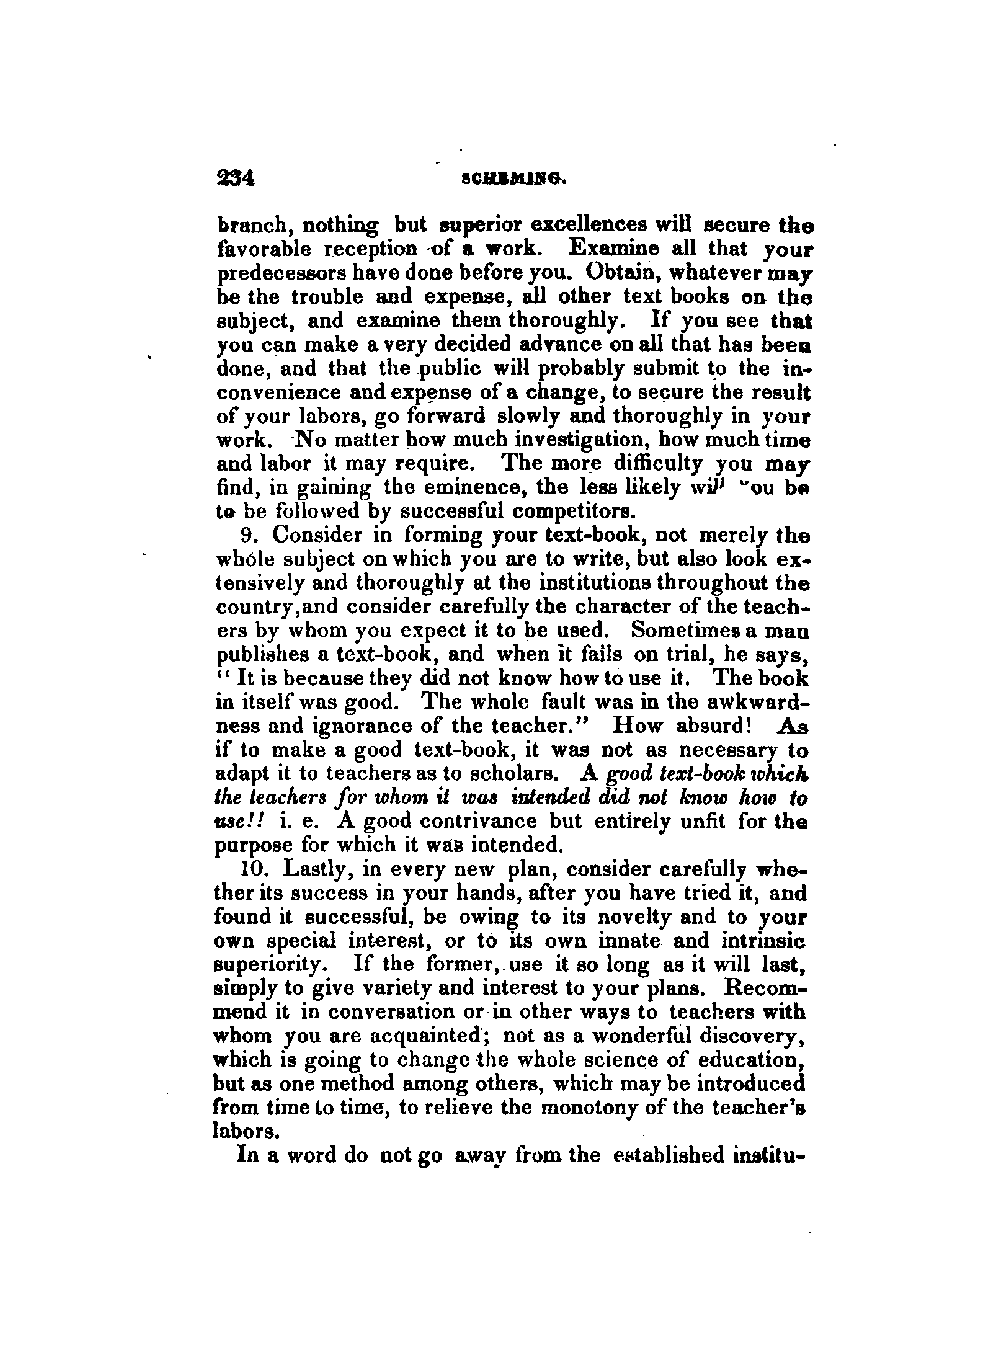 234 SCHEMING.
branch, nothing but superior excellences will secure the
favorable reception of a work. Examine all that your
predecessors have done before you. Obtain, whatever may
be the trouble and expense, all other text books on the
subject, and examine them thoroughly. If you see that
you can make a very decided advance on all that has been
done, and that the public will probably submit to the in-
convenience and expense of a change, to secure the result
of your labors, go forward slowly and thoroughly in your
work. No matter how much investigation, how much time
and labor it may require. The more difficulty you may
find, in gaining the eminence, the less likely will you be
to be followed by successful competitors.
9. Consider in forming your text-book, not merely the
whole subject on which you are to write, but also look ex-
tensively and thoroughly at the institutions throughout the
country, and consider carefully the character of the teach-
ers by whom you expect it to be used. Sometimes a man
publishes a text-book, and when it fails on trial, he says,
" It is because they did not know how to use it. The book
in itself was good. The whole fault was in the awkward-
ness and ignorance of the teacher." How absurd! As
if to make a good text-book, it was not as necessary to
adapt it to teachers as to scholars. A good text-book which
the teachers for whom it was intended did not know how to
use!! i. e. A good contrivance but entirely unfit for the
purpose for which it was intended.
10. Lastly, in every new plan, consider carefully whe-
ther its success in your hands, after you have tried it, and
found it successful, be owing to its novelty and to your
own special interest, or to its own innate and intrinsic
superiority. If the former, use it so long as it will last,
simply to give variety and interest to your plans. Recom-
mend it in conversation or in other ways to teachers with
whom you are acquainted; not as a wonderful discovery,
which is going to change the whole science of education,
but as one method among others, which may be introduced
from time to time, to relieve the monotony of the teacher's
labors.
In a word do not go away from the established institu-